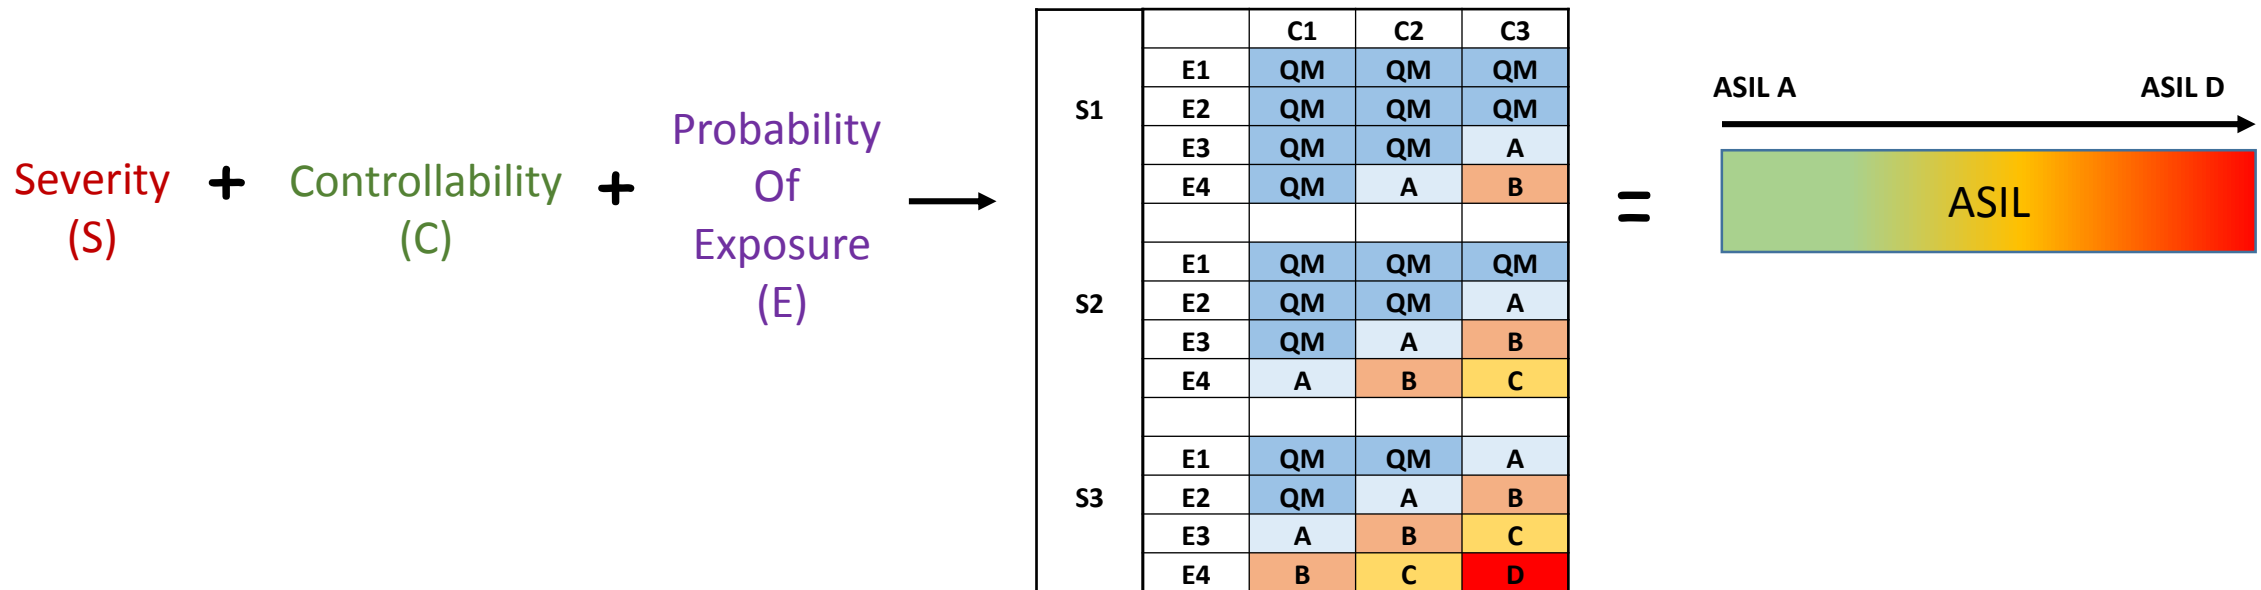 Severity
(S)
+
Controllability
(C)
+
Probability
Of
Exposure
(E)
C1 C2 C3
S1
E1 QM QM QM
E2 QM QM QM
E3 QM QM A
E4 QM A B
S2
E1 QM QM QM
E2 QM QM A
E3 QM A B
E4 A B C
S3
E1 QM QM A
E2 QM A B
E3 A B C
E4 B C D
=
ASIL A ASIL D
ASIL